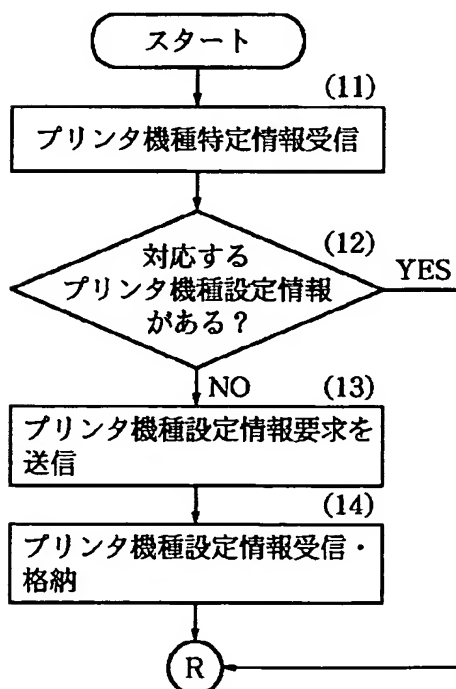 スタート
(11)
プリンタ機種特定情報受信
(12)
対応する
プリンタ機種設定情報
がある？
YES
NO
(13)
プリンタ機種設定情報要求を
送信
(14)
プリンタ機種設定情報受信・
格納
R